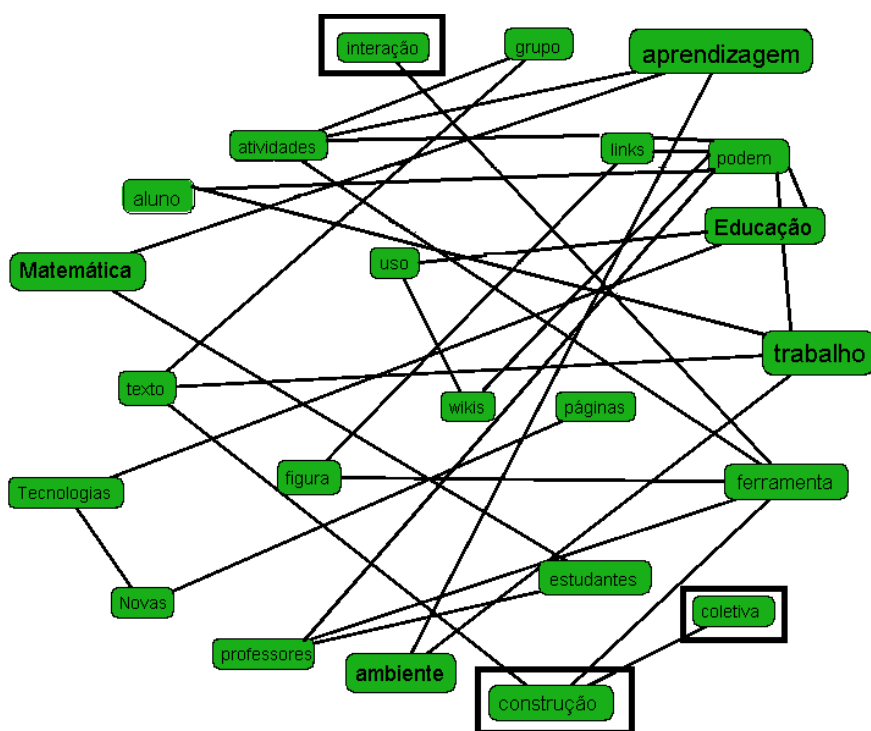 interação
grupo
aprendizagem
atividades
links
podem
aluno
Educação
Matemática
uso
trabalho
texto
wikis
páginas
Tecnologias
figura
ferramenta
Novas
estudantes
coletiva
professores
ambiente
construção